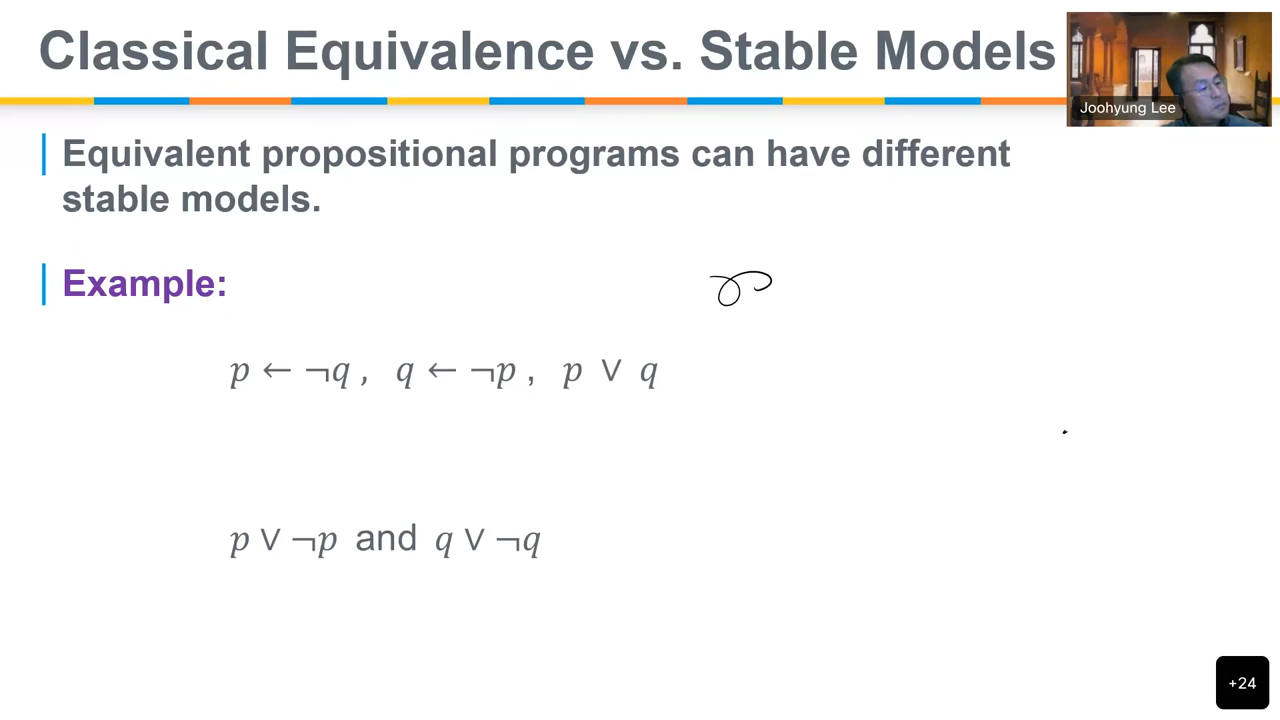 Classical Equivalence vs. Stable Models
Joohyung Lee
Equivalent propositional programs can have different
stable models.
Example:
𝑝 ← ¬𝑞 , 𝑞 ← ¬𝑝 , 𝑝 ∨ 𝑞
𝑝 ∨ ¬𝑝 and 𝑞 ∨ ¬𝑞
+24